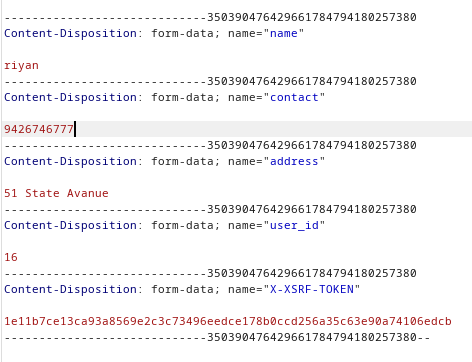 -----------------------------350390476429661784794180257380
Content-Disposition: form-data; name="name"

riyan
-----------------------------350390476429661784794180257380
Content-Disposition: form-data; name="contact"

9426746777
-----------------------------350390476429661784794180257380
Content-Disposition: form-data; name="address"

51 State Avanue
-----------------------------350390476429661784794180257380
Content-Disposition: form-data; name="user_id"

16
-----------------------------350390476429661784794180257380
Content-Disposition: form-data; name="X-XSRF-TOKEN"

1e11b7ce13ca93a8569e2c3c73496eedce178b0ccd256a35c63e90a74106edcb
-----------------------------350390476429661784794180257380--